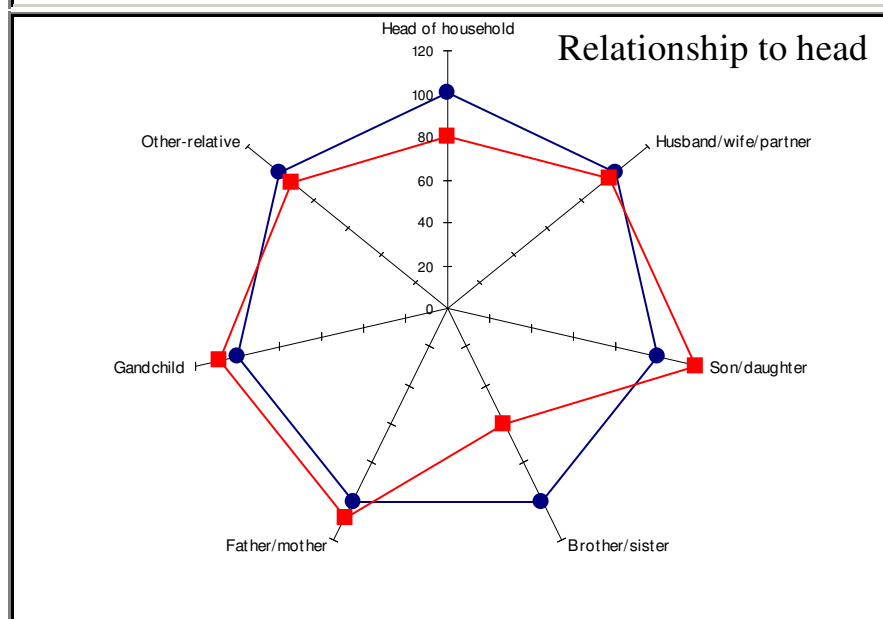 Head of household
Relationship to head
120
100
80
60
40
20
0
Other-relative
Husband/wife/partner
Gandchild
Son/daughter
Father/mother
Brother/sister